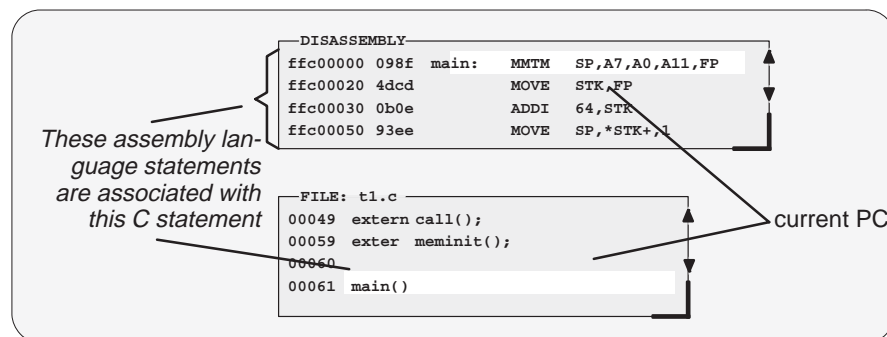 DISASSEMBLY
ffc00000 098f main: MMTM SP,A7,A0,A11,FP
ffc00020 4dcd MOVE STK,FP
ffc00030 0b0e ADDI 64,STK
ffc00050 93ee MOVE SP,*STK+,1
These assembly lan-
guage statements
are associated with
this C statement
FILE: t1.c
00049 extern call();
00059 exter meminit();
00060
00061 main()
current PC